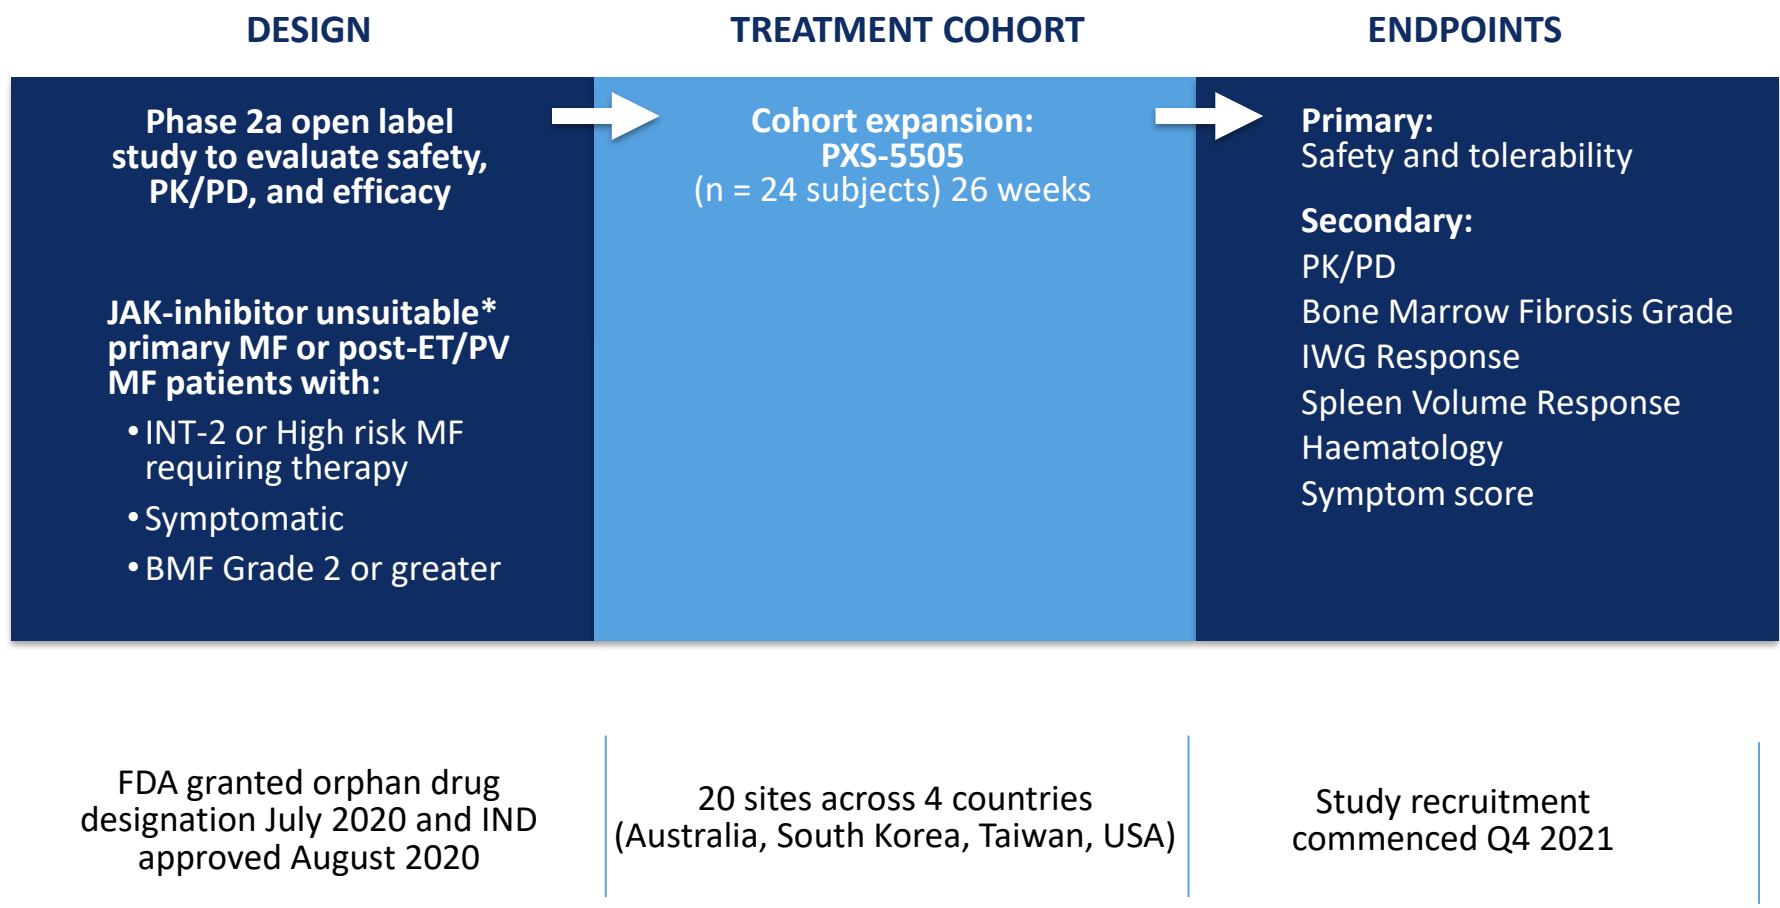 DESIGN
TREATMENT COHORT
ENDPOINTS
Phase 2a open label
study to evaluate safety,
PK/PD, and efficacy
JAK-inhibitor unsuitable*
primary MF or post-ET/PV
MF patients with:
• INT-2 or High risk MF
requiring therapy
• Symptomatic
• BMF Grade 2 or greater
Cohort expansion:
PXS-5505
(n = 24 subjects) 26 weeks
Primary:
Safety and tolerability
Secondary:
PK/PD
Bone Marrow Fibrosis Grade
IWG Response
Spleen Volume Response
Haematology
Symptom score
FDA granted orphan drug
designation July 2020 and IND
approved August 2020
20 sites across 4 countries
(Australia, South Korea, Taiwan, USA)
Study recruitment
commenced Q4 2021